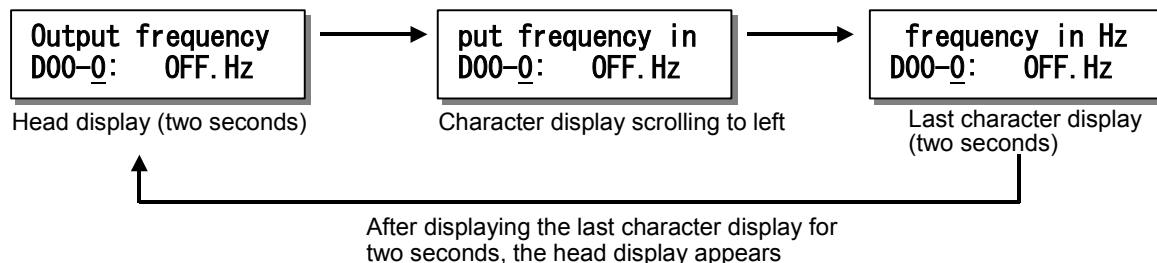 Output frequency
D00-0: OFF.Hz
Head display (two seconds)
put frequency in
D00-0: OFF.Hz
Character display scrolling to left
frequency in Hz
D00-0: OFF.Hz
Last character display
(two seconds)
After displaying the last character display for
two seconds, the head display appears